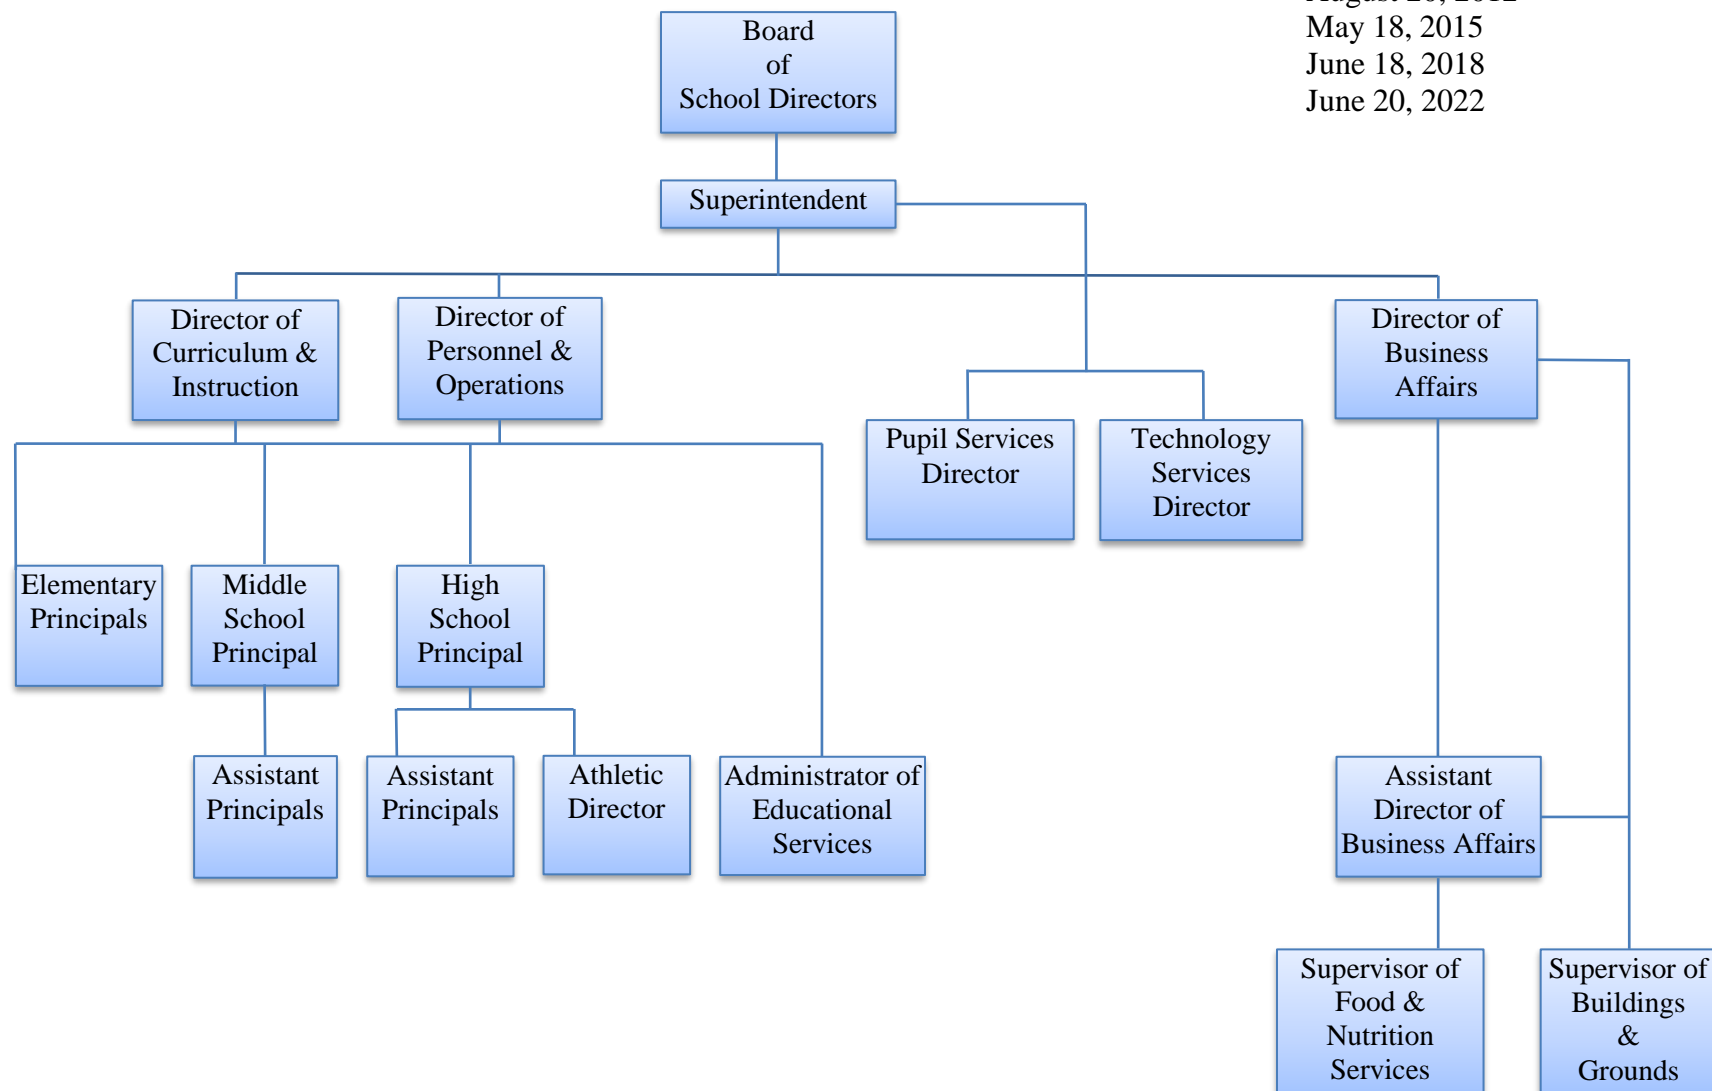 May 18, 2015
June 18, 2018
June 20, 2022
Board
of
School Directors
Superintendent
Director of
Curriculum &
Instruction
Director of
Personnel &
Operations
Director of
Business
Affairs
Pupil Services
Director
Technology
Services
Director
Elementary
Principals
Middle
School
Principal
High
School
Principal
Assistant
Principals
Assistant
Principals
Athletic
Director
Administrator of
Educational
Services
Assistant
Director of
Business Affairs
Supervisor of
Food &
Nutrition
Services
Supervisor of
Buildings
&
Grounds